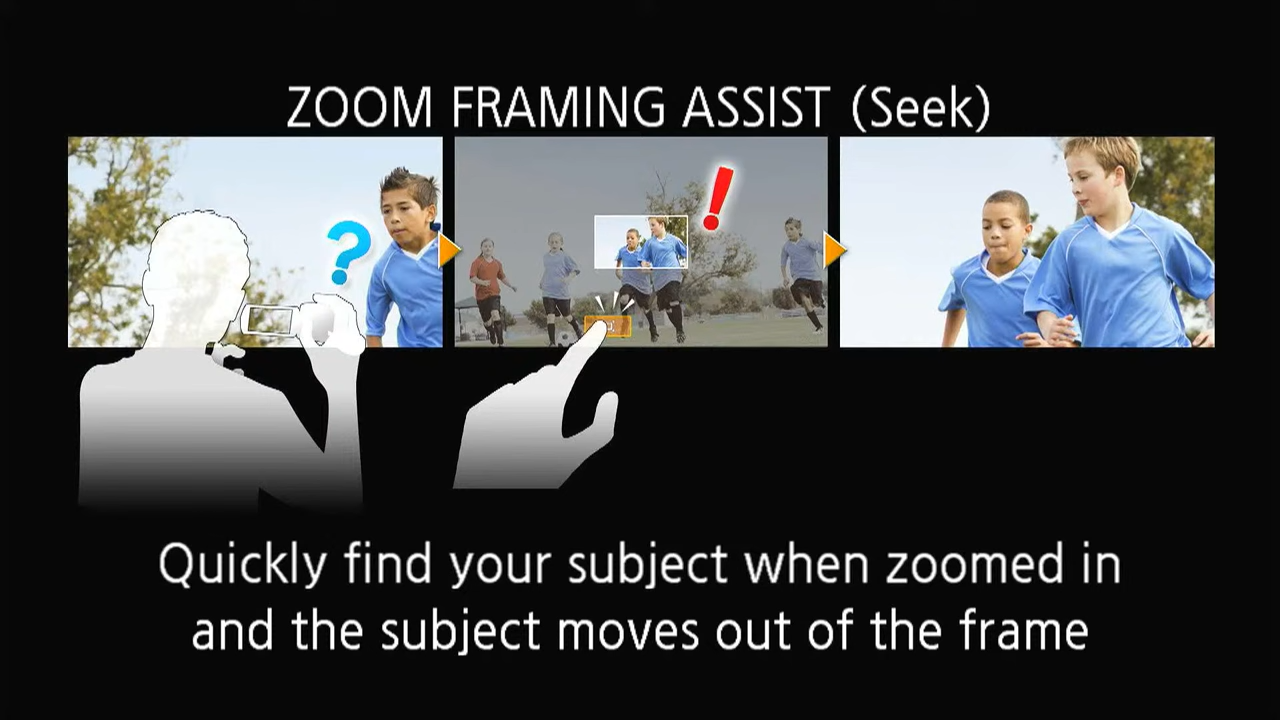 ZOOM FRAMING ASSIST (Seek)
?
!
Quickly find your subject when zoomed in
and the subject moves out of the frame